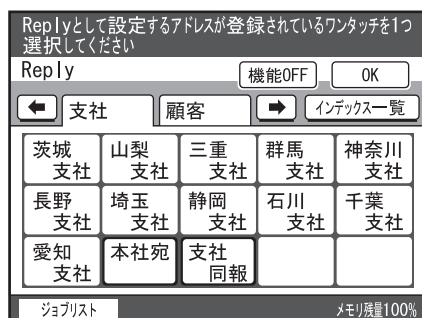 Replyとして設定するアドレスが登録されているワンタッチを1つ
選択してください
Reply 機能OFF OK
支社 顧客 インデックス一覧
茨城 山梨 三重 群馬 神奈川
支社 支社 支社 支社 支社
長野 埼玉 静岡 石川 千葉
支社 支社 支社 支社 支社
愛知 本社宛 支社
支社 同報
ジョブリスト メモリ残量100%